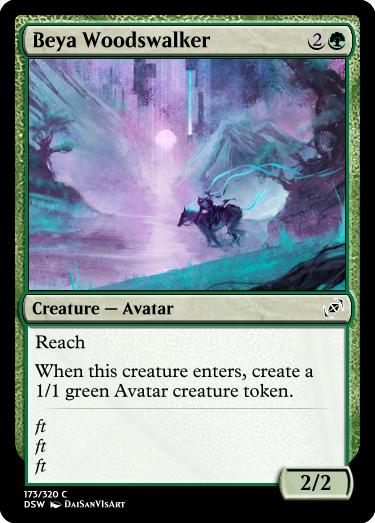 Beya Woodswalker 2
Creature — Avatar
Reach
When this creature enters, create a
1/1 green Avatar creature token.
ft
ft
ft
2/2
173/320 C
DSW DaiSanVisArt